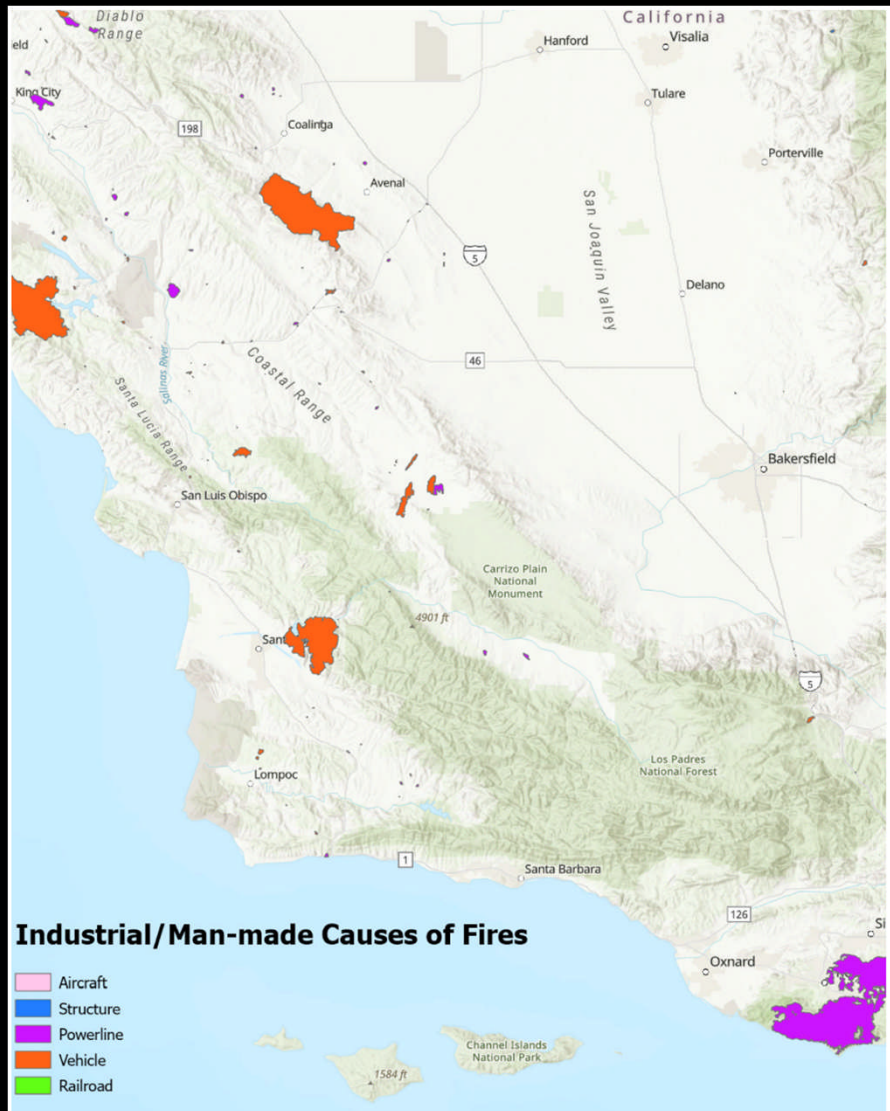 California
Diablo
Range
Hanford
Visalia
eld
King City
Tulare
198
Coalinga
Porterville
Avenal
San Joaquin Valley
5
Delano
Salinas River
Coastal Range
46
Santa Lucia Range
Bakersfield
San Luis Obispo
Carrizo Plain
National
Monument
4901 ft
Sant
5
Los Padres
National Forest
Lompoc
1
Santa Barbara
126
Si
Industrial/Man-made Causes of Fires
Oxnard
Aircraft
Structure
Powerline
Vehicle
Railroad
Channel Islands
National Park
1584 ft